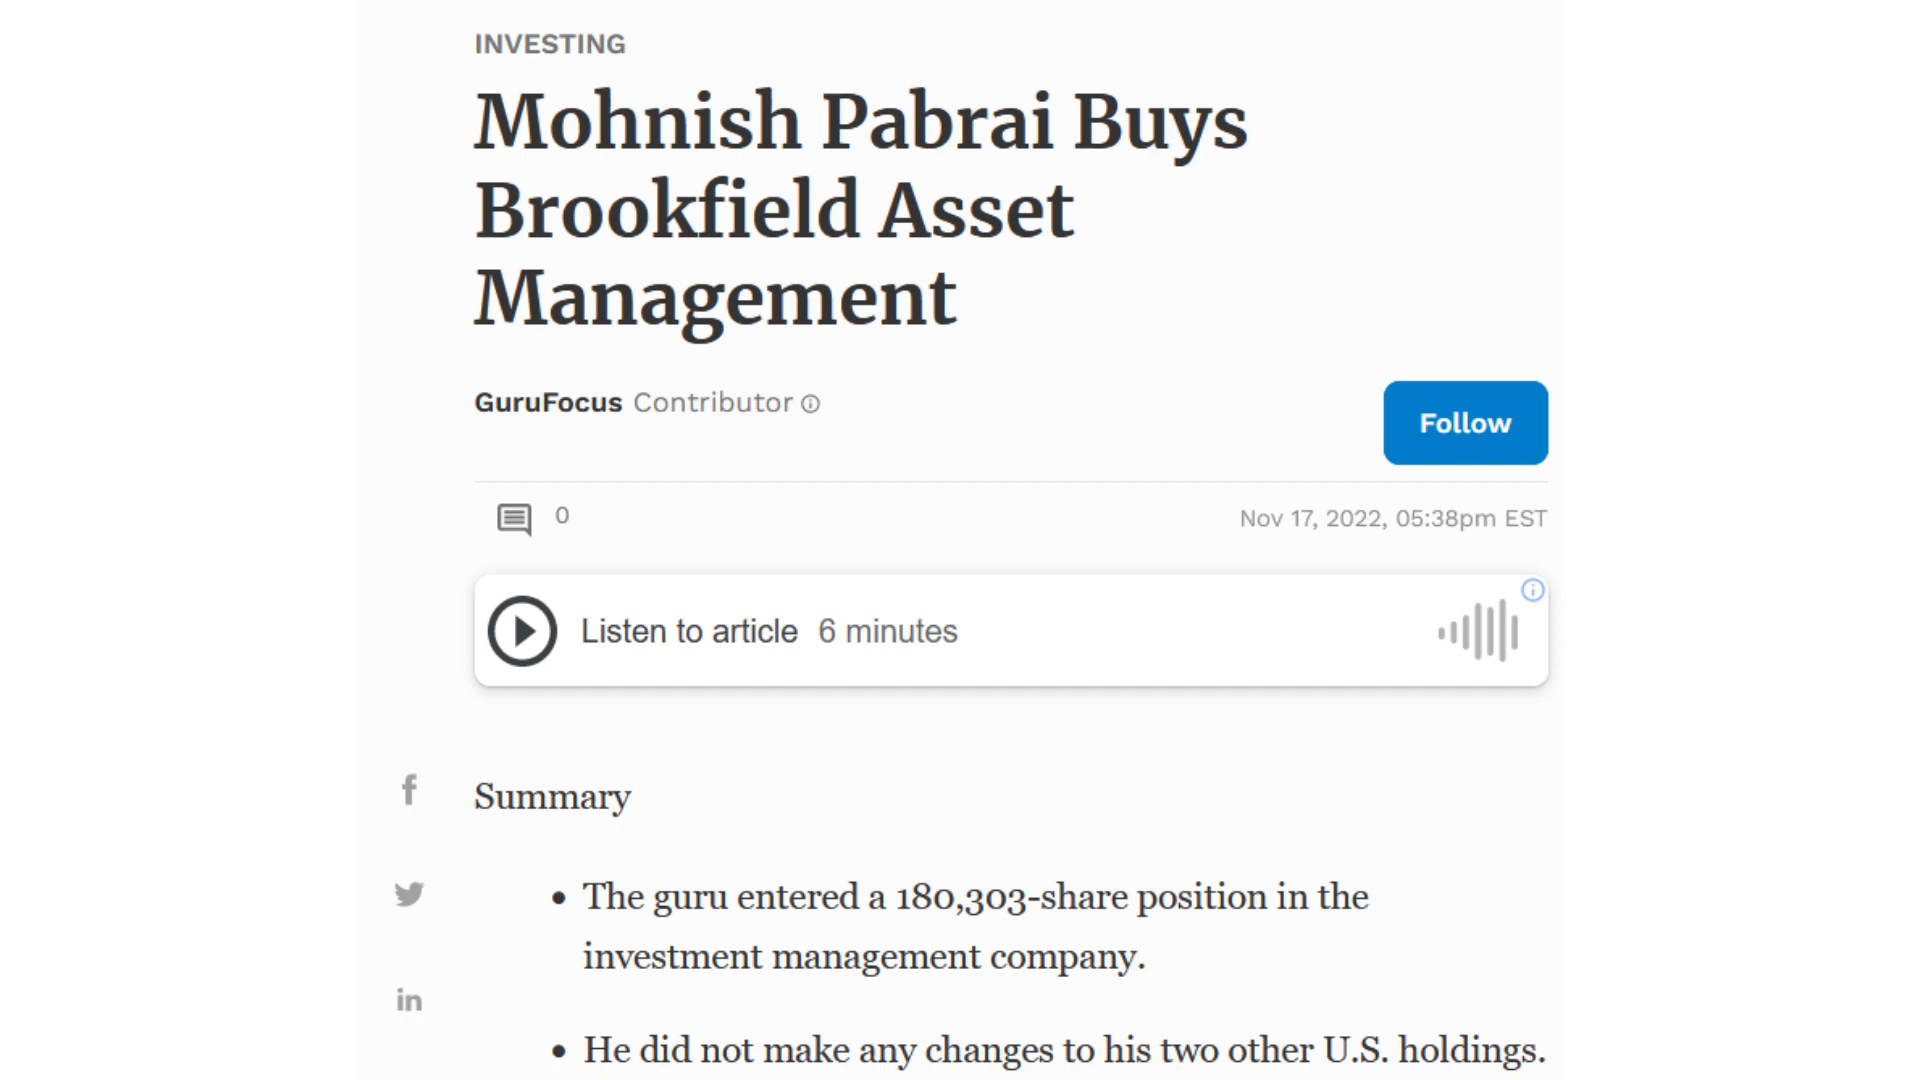 INVESTING
Mohnish Pabrai Buys
Brookfield Asset
Management
GuruFocus Contributor
Follow
0
Nov 17, 2022, 05:38pm EST
Listen to article 6 minutes
Summary
• The guru entered a 180,303-share position in the
investment management company.
• He did not make any changes to his two other U.S. holdings.